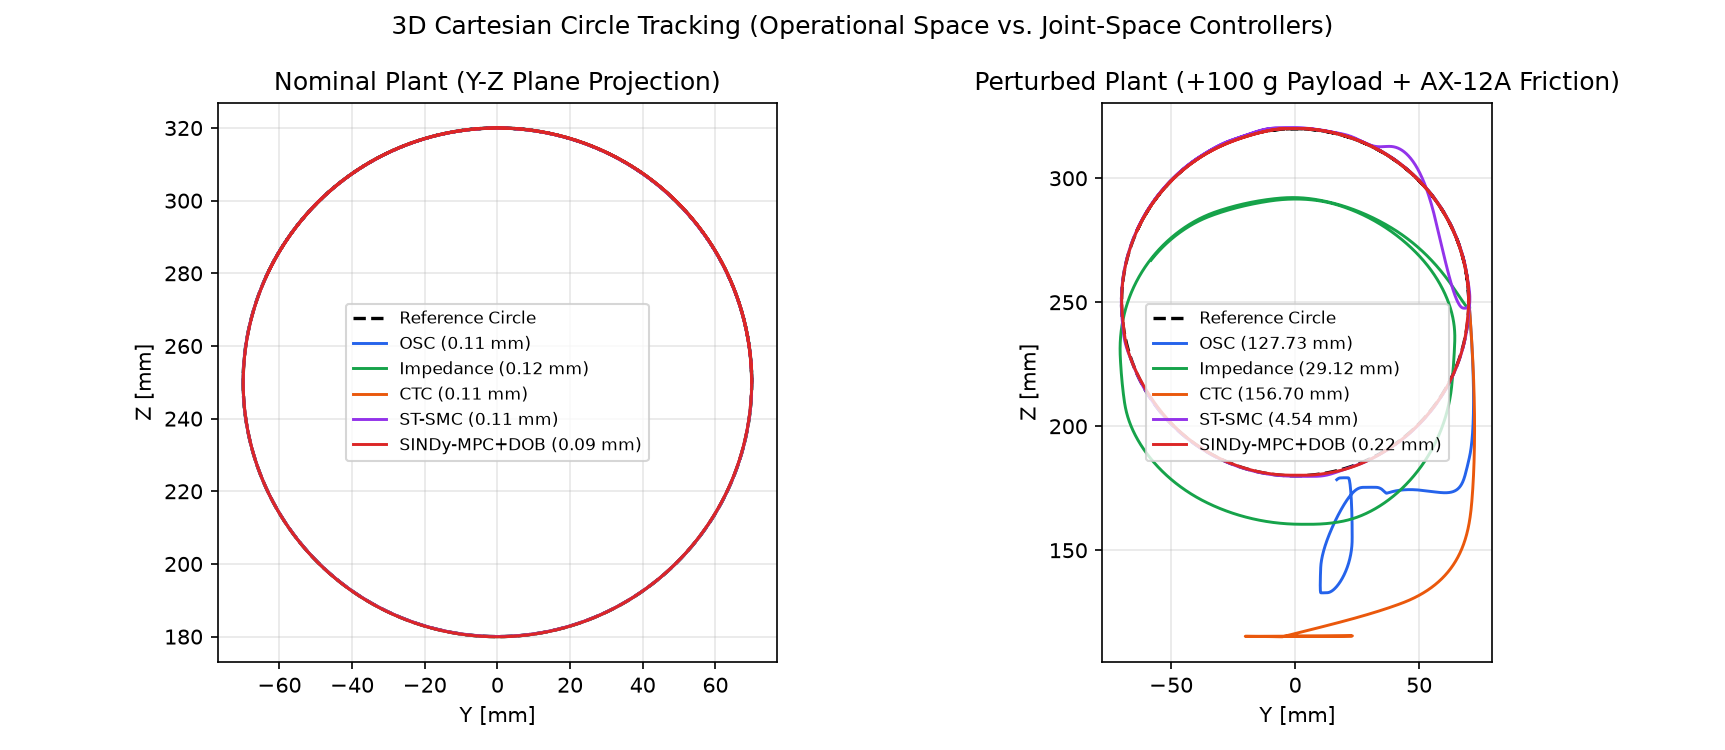 3D Cartesian Circle Tracking (Operational Space vs. Joint-Space Controllers)
Nominal Plant (Y-Z Plane Projection)
320
300
280
260
240
220
200
180
Z [mm]
−60
−40
−20
0
20
40
60
Y [mm]
Reference Circle
OSC (0.11 mm)
Impedance (0.12 mm)
CTC (0.11 mm)
ST-SMC (0.11 mm)
SINDy-MPC+DOB (0.09 mm)
Perturbed Plant (+100 g Payload + AX-12A Friction)
300
250
200
150
Z [mm]
−50
0
50
Y [mm]
Reference Circle
OSC (127.73 mm)
Impedance (29.12 mm)
CTC (156.70 mm)
ST-SMC (4.54 mm)
SINDy-MPC+DOB (0.22 mm)